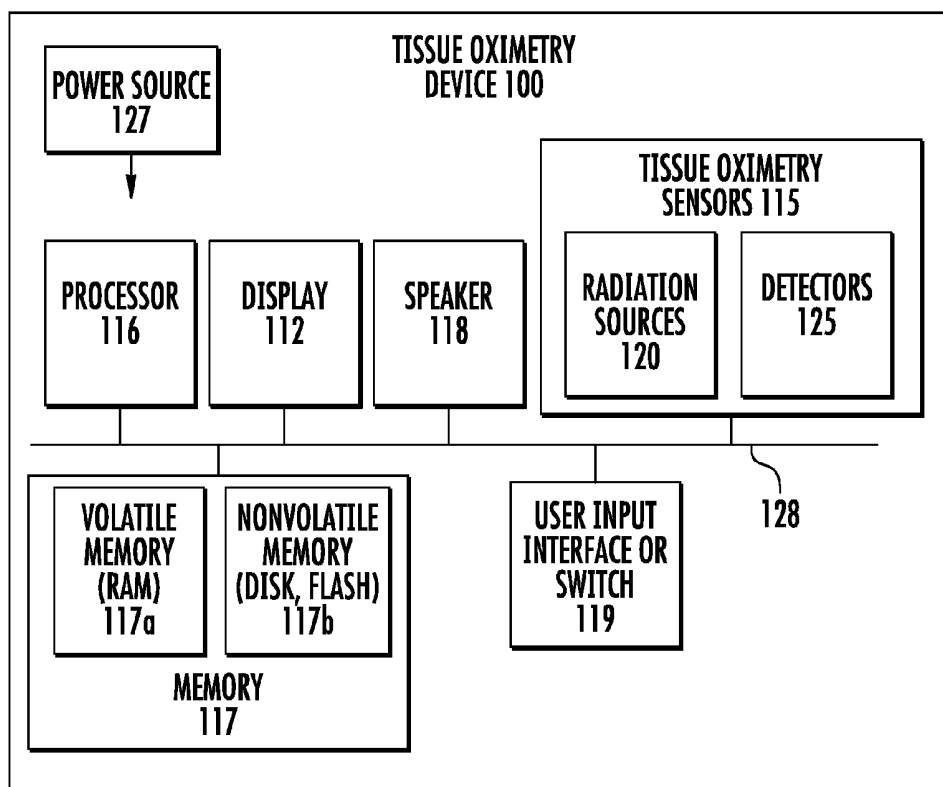 TISSUE OXIMETRY
DEVICE 100
POWER SOURCE
127
TISSUE OXIMETRY
SENSORS 115
RADIATION
SOURCES
120
DETECTORS
125
PROCESSOR
116
DISPLAY
112
SPEAKER
118
VOLATILE
MEMORY
(RAM)
117a
NONVOLATILE
MEMORY
(DISK, FLASH)
117b
MEMORY
117
USER INPUT
INTERFACE OR
SWITCH
119
128